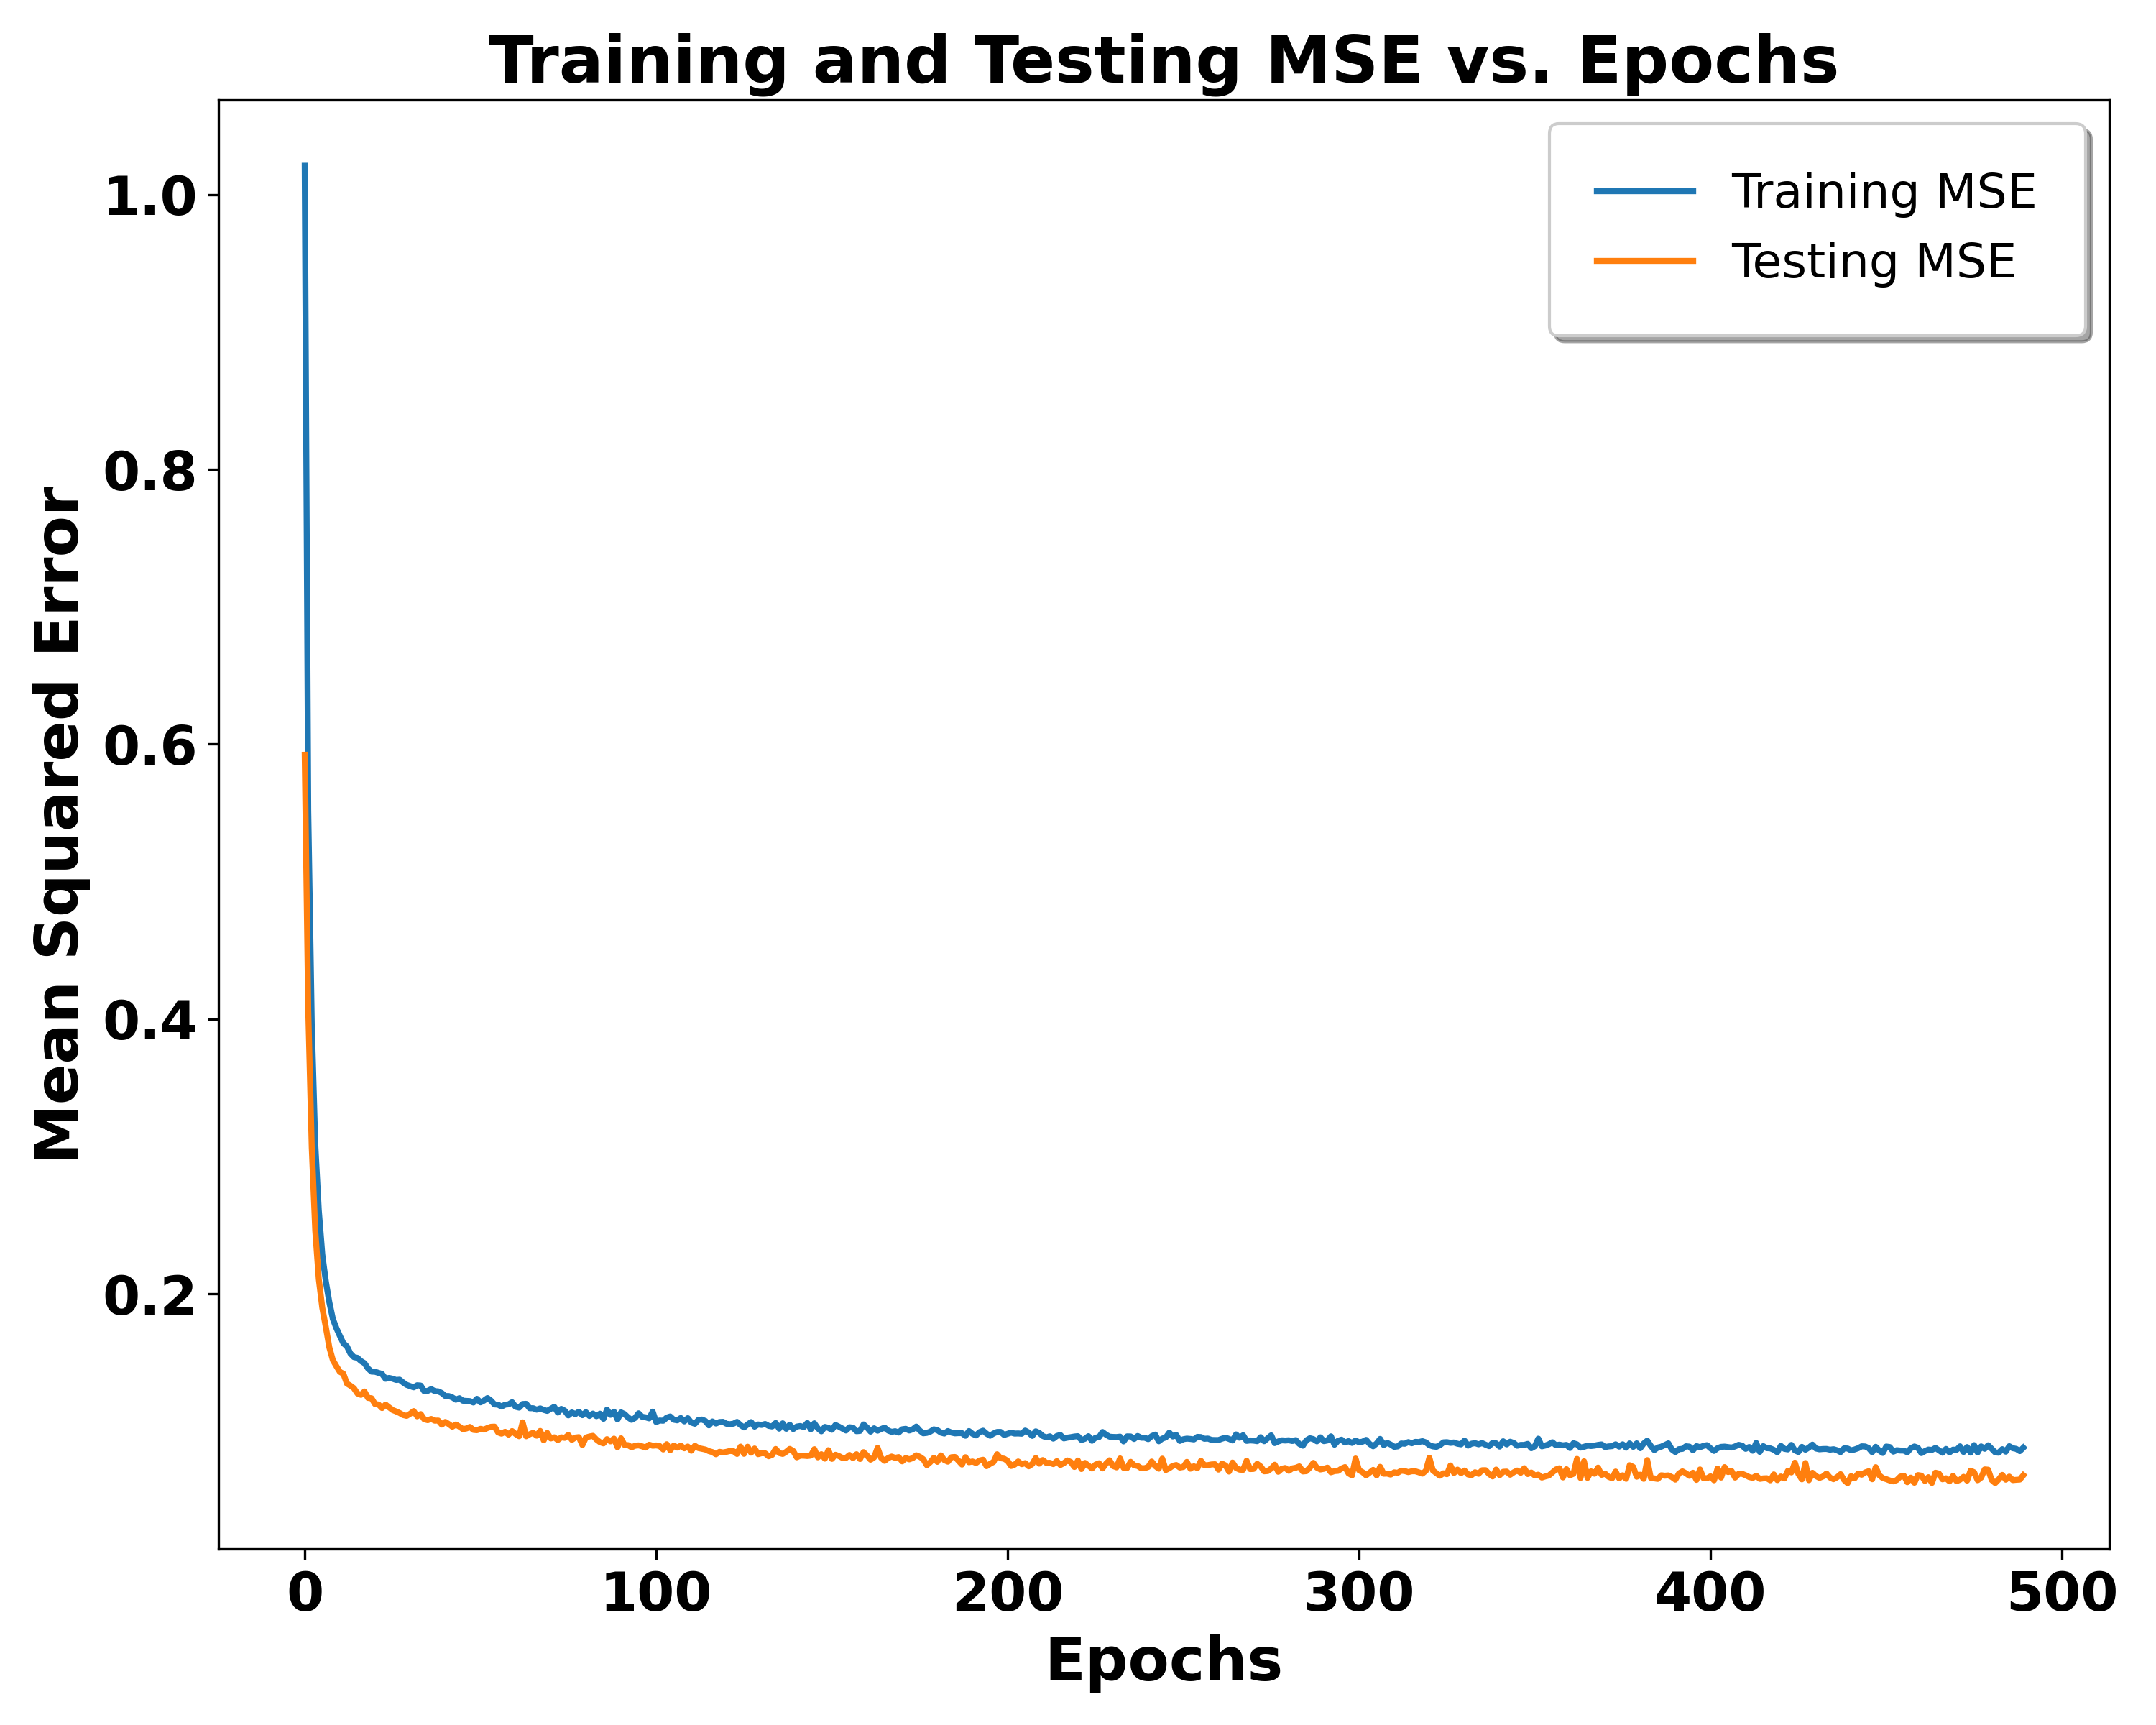 Training and Testing MSE vs. Epochs
Training MSE
Testing MSE
Mean Squared Error
1.0
0.8
0.6
0.4
0.2
0 100 200 300 400 500
Epochs